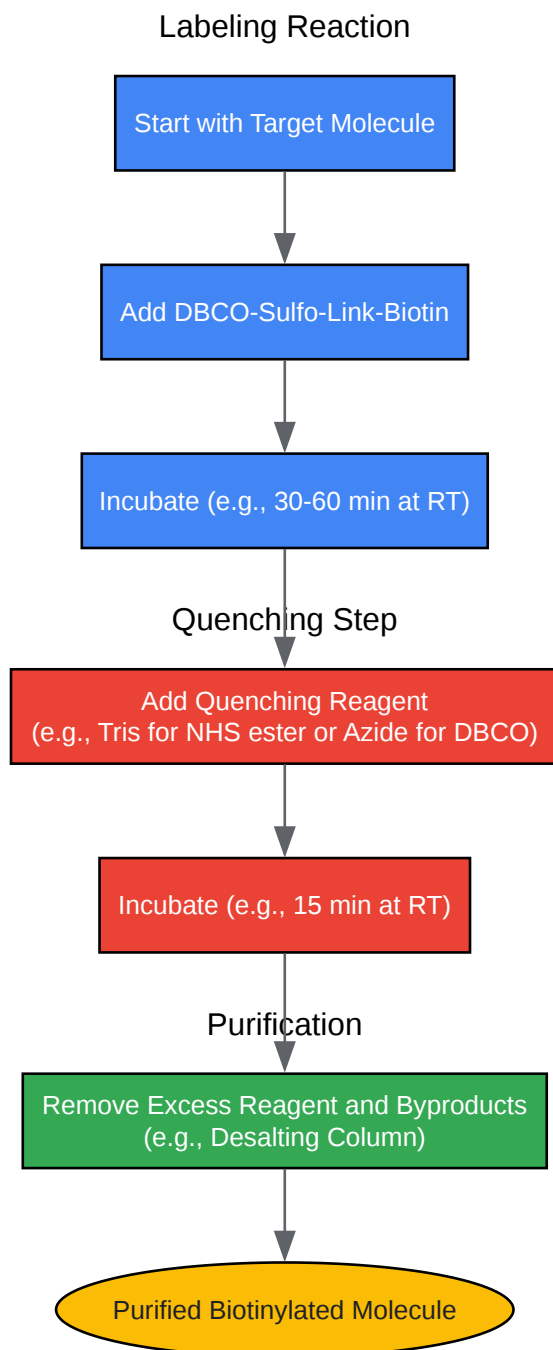 Labeling Reaction
Start with Target Molecule
Add DBCO-Sulfo-Link-Biotin
Incubate (e.g., 30-60 min at RT)
Quenching Step
Add Quenching Reagent
(e.g., Tris for NHS ester or Azide for DBCO)
Incubate (e.g., 15 min at RT)
Purification
Remove Excess Reagent and Byproducts
(e.g., Desalting Column)
Purified Biotinylated Molecule